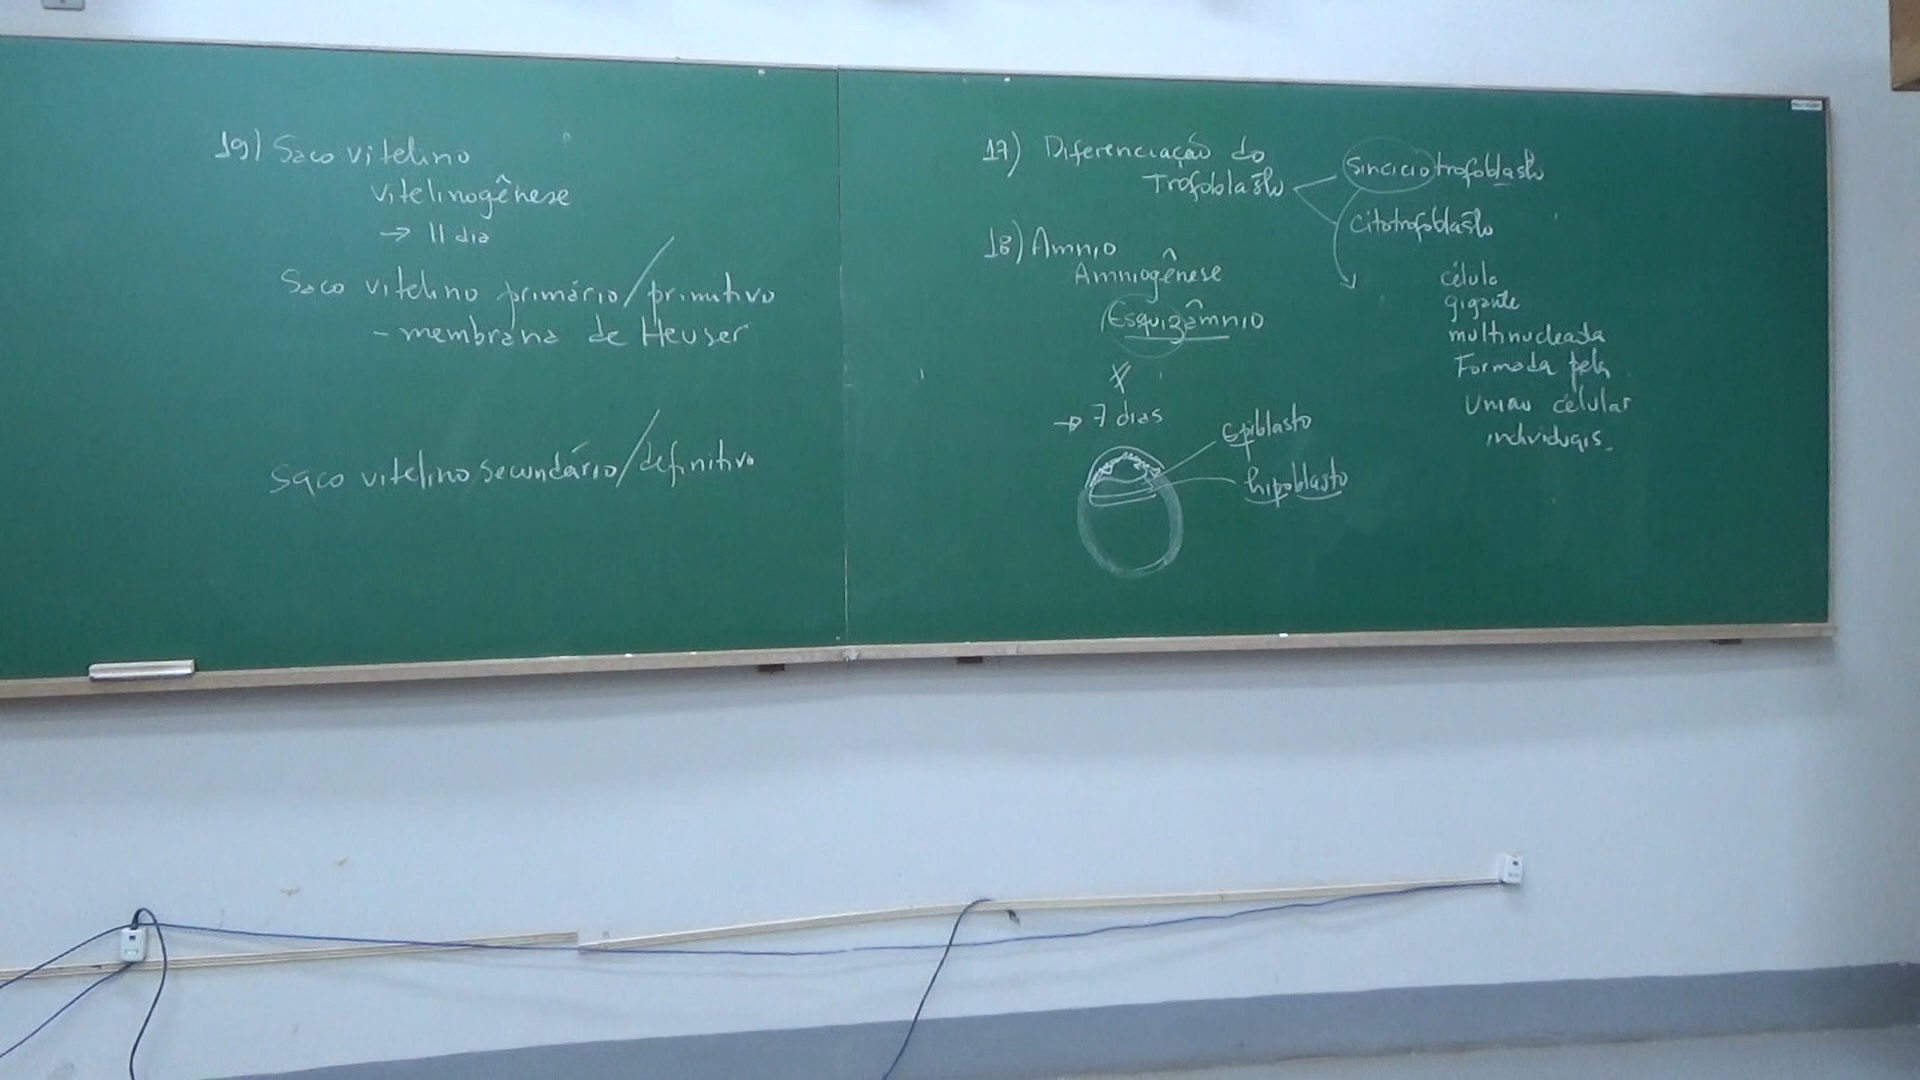 19) Saco vitelino
vitelinogênese
→ 11 dia
Saco vitelino primário/primitivo
- membrana de Heuser
saco vitelino secundário/definitivo
17) Diferenciação do
Trofoblasto
sinciciotrofoblasto
citotrofoblasto
18) Amnio
Amniogênese
Esquizâmnio
→ 7 dias
Epiblasto
hipoblasto
célula
gigante
multinucleada
Formada pela
União célular
individuais.